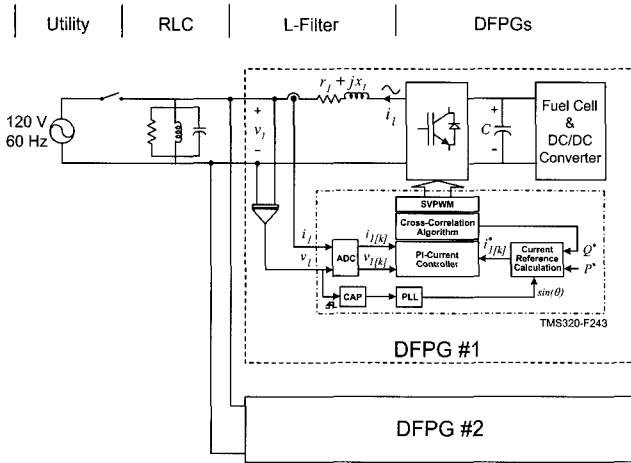 Utility | RLC | L-Filter | DFPGs
120 V
60 Hz
r1 + jx1
i1
+
v1
-
C
+
-
Fuel Cell
&
DC/DC
Converter
SVPWM
Cross-Correlation
Algorithm
i1
v1
ADC
i1[k]
v1[k]
PI-Current
Controller
i*1[k]
Current
Reference
Calculation
Q*
P*
CAP
PLL
sin(θ)
TMS320-F243
DFPG #1
DFPG #2